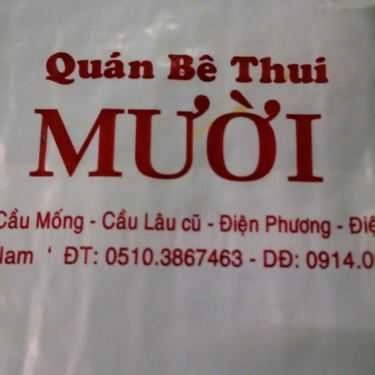 Quán Bê Thui
MƯỜI
Cầu Mống - Cầu Lâu cũ - Điện Phương - Điệ
Nam ' ĐT: 0510.3867463 - DĐ: 0914.0